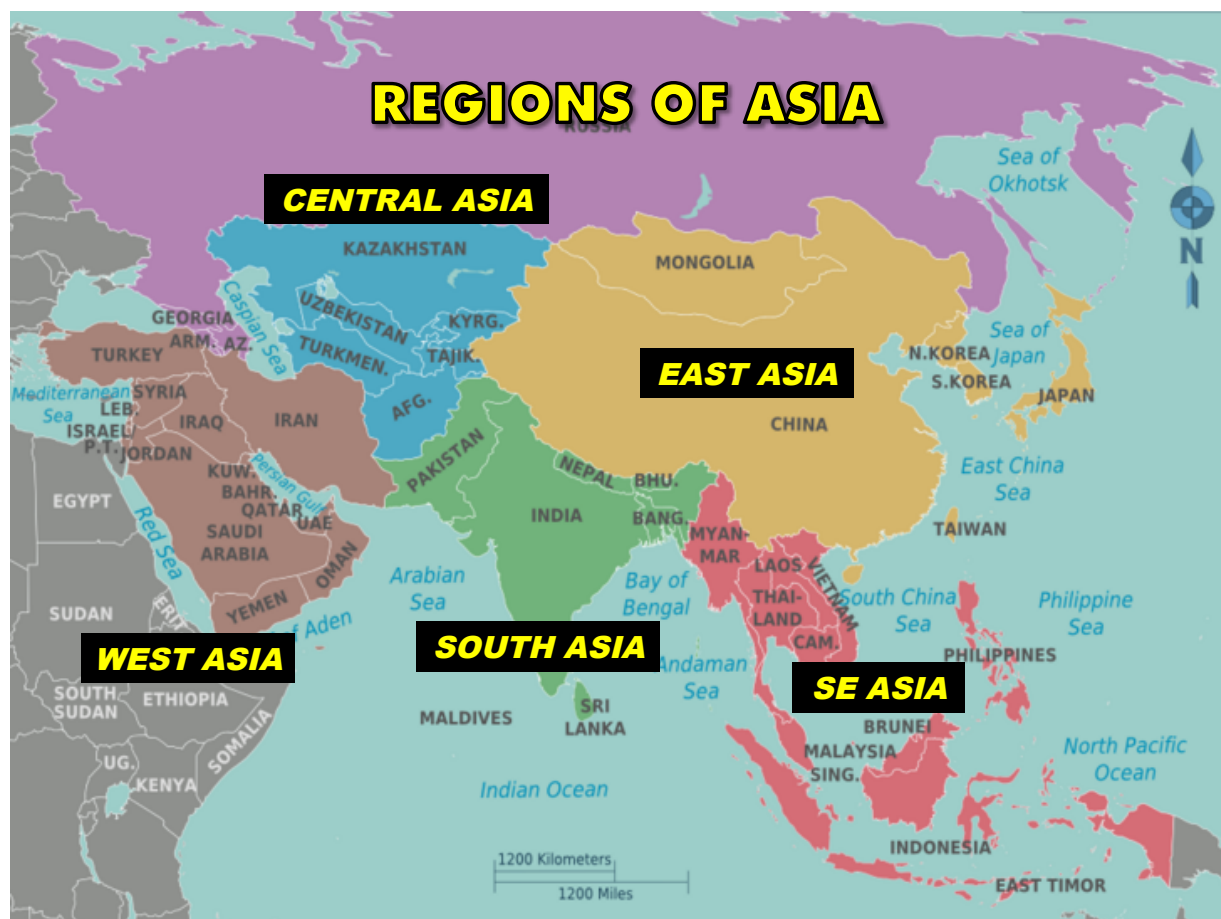 REGIONS OF ASIA
RUSSIA
Sea of
Okhotsk
CENTRAL ASIA
KAZAKHSTAN
MONGOLIA
N
Caspian Sea
UZBEKISTAN
KYRG.
GEORGIA
ARM.
AZ.
TURKMEN.
TAJIK.
TURKEY
N.KOREA
Sea of
Japan
S.KOREA
JAPAN
EAST ASIA
CHINA
Mediterranean
Sea
SYRIA
LEB.
ISRAEL/
P.T.
JORDAN
IRAQ
IRAN
AFG.
PAKISTAN
NEPAL
BHU.
East China
Sea
KUW.
BAHR.
QATAR
Persian Gulf
UAE
EGYPT
Red Sea
SAUDI
ARABIA
OMAN
INDIA
BANG.
MYAN-
MAR
TAIWAN
LAOS
VIETNAM
Arabian
Sea
Bay of
Bengal
THAI-
LAND
South China
Sea
Philippine
Sea
SUDAN
ERIT.
YEMEN
of Aden
WEST ASIA
SOUTH ASIA
CAM.
PHILIPPINES
Andaman
Sea
SE ASIA
SOUTH
SUDAN
ETHIOPIA
SOMALIA
MALDIVES
SRI
LANKA
BRUNEI
MALAYSIA
SING.
North Pacific
Ocean
UG.
KENYA
Indian Ocean
INDONESIA
EAST TIMOR
1200 Kilometers
1200 Miles